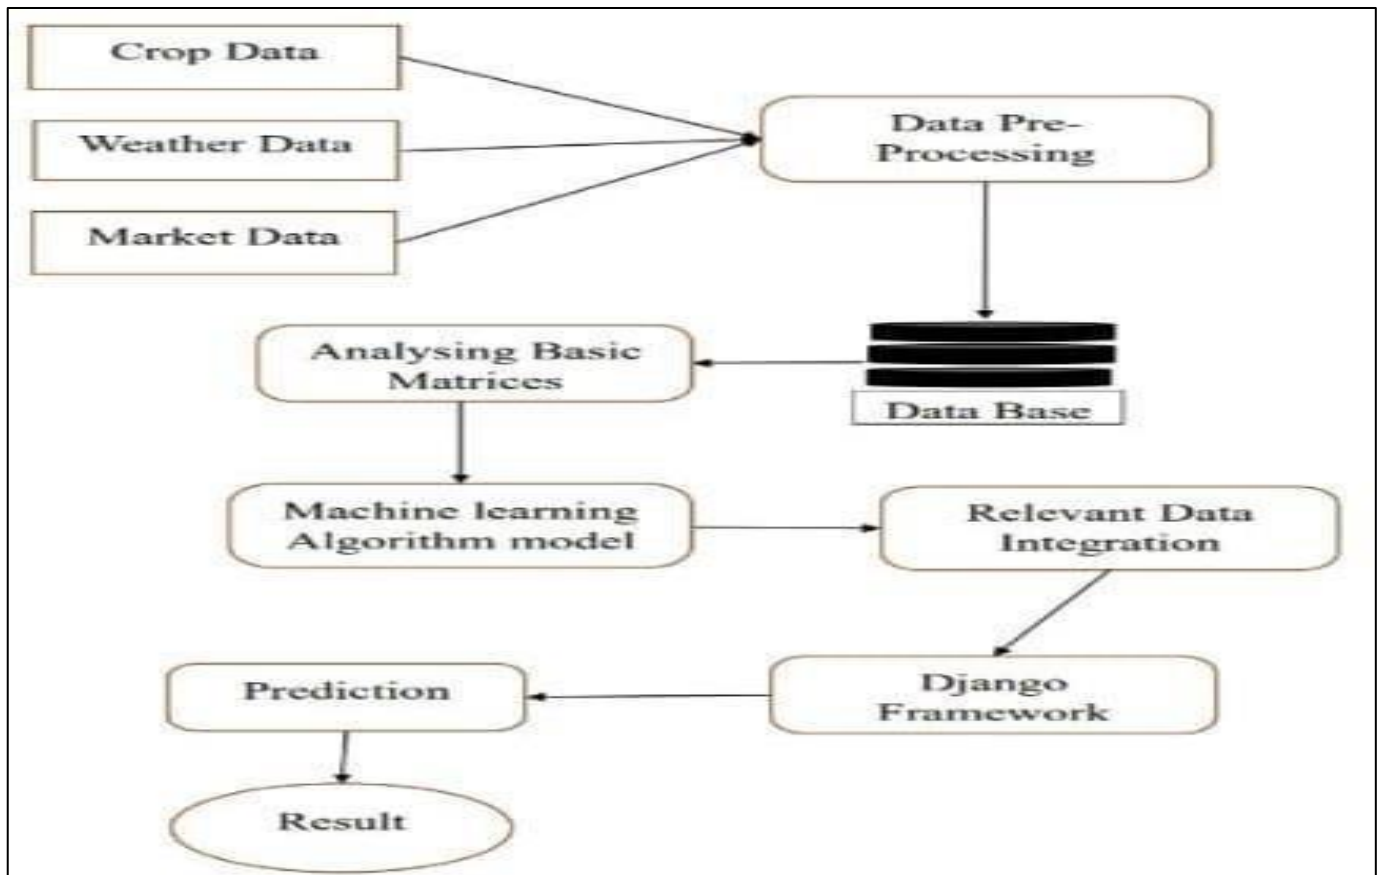 Crop Data
Weather Data
Market Data
Data Pre-
Processing
Data Base
Analysing Basic
Matrices
Machine learning
Algorithm model
Relevant Data
Integration
Django
Framework
Prediction
Result